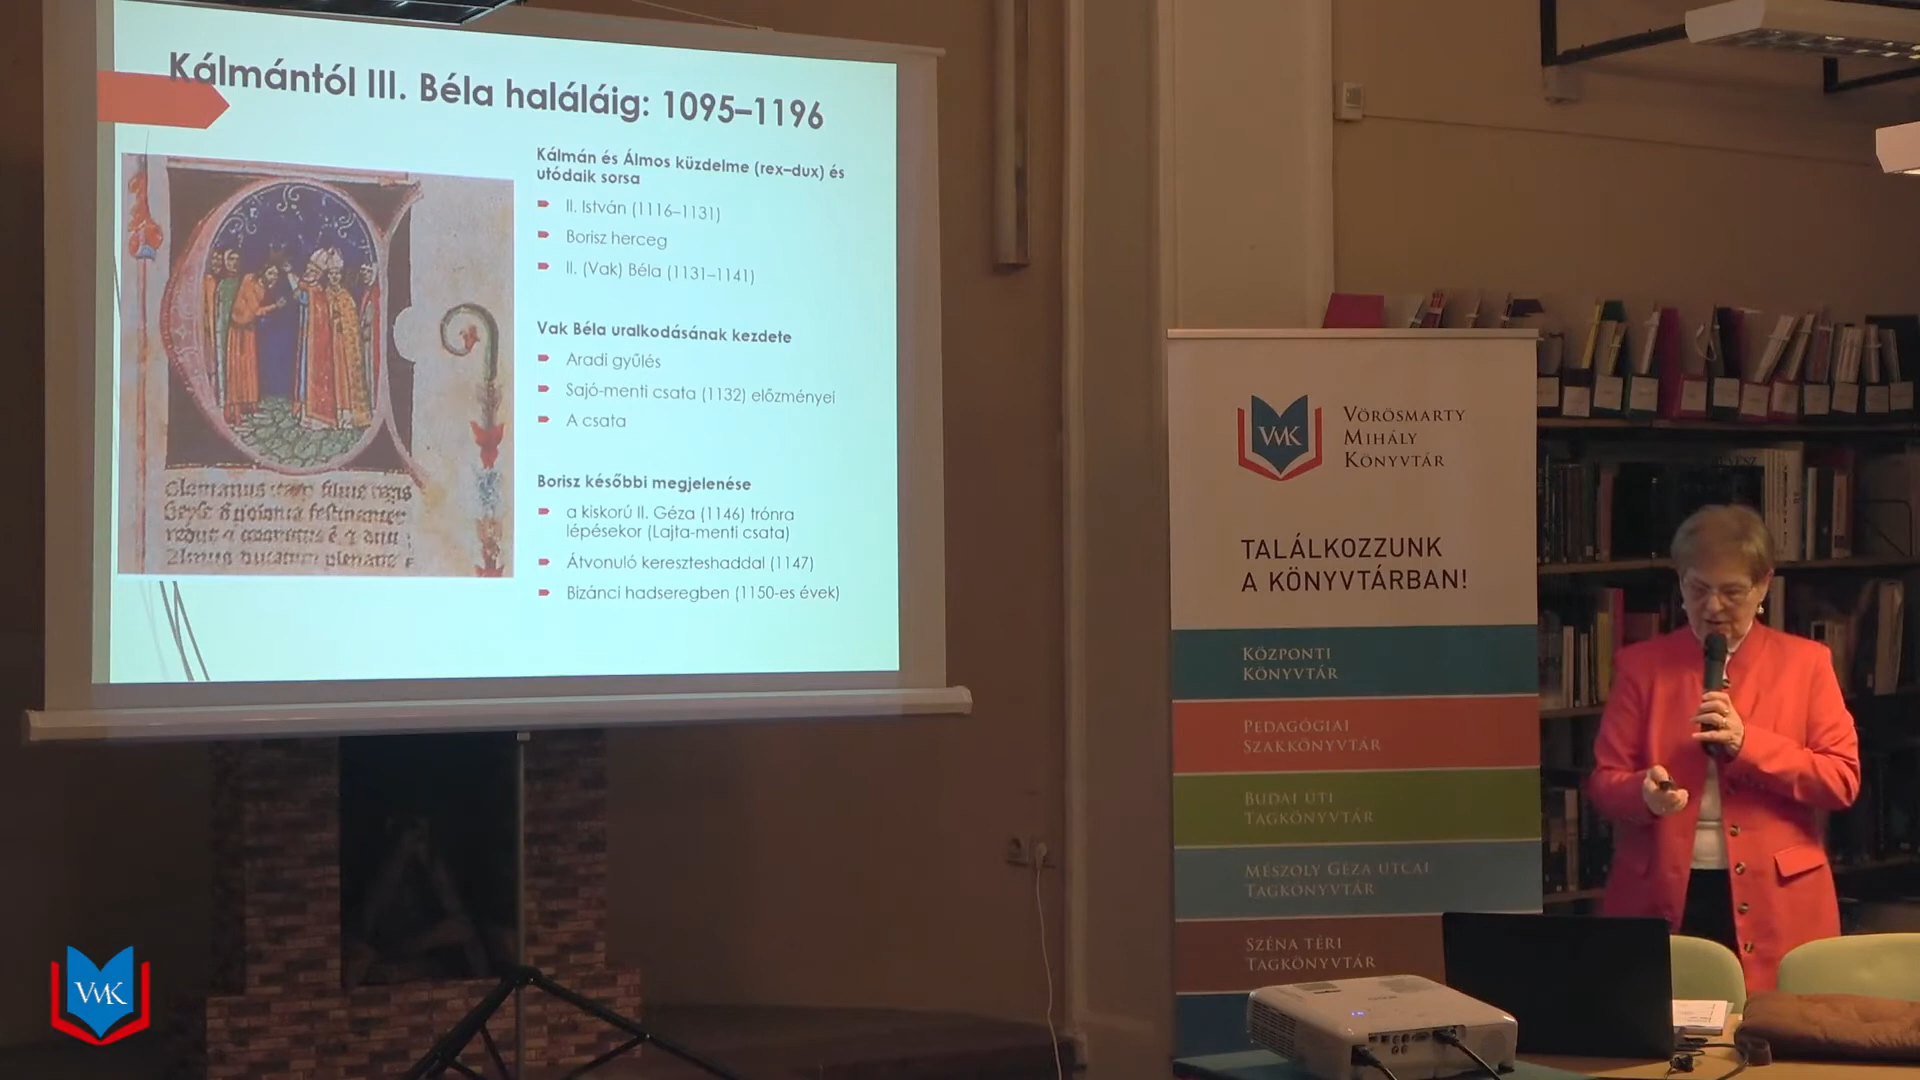 Kálmántól III. Béla haláláig: 1095–1196
Kálmán és Álmos küzdelme (rex–dux) és
utódaik sorsa
II. István (1116–1131)
Borisz herceg
II. (Vak) Béla (1131–1141)
Vak Béla uralkodásának kezdete
Aradi gyűlés
Sajó-menti csata (1132) előzményei
A csata
Borisz későbbi megjelenése
a kiskorú II. Géza (1146) trónra
lépésekor (Lajta-menti csata)
Átvonuló kereszteshaddal (1147)
Bizánci hadseregben (1150-es évek)
VMK
VÖRÖSMARTY
MIHÁLY
KÖNYVTÁR
TALÁLKOZZUNK
A KÖNYVTÁRBAN!
KÖZPONTI
KÖNYVTÁR
PEDAGÓGIAI
SZAKKÖNYVTÁR
BUDAI ÚTI
TAGKÖNYVTÁR
MÉSZÖLY GÉZA UTCAI
TAGKÖNYVTÁR
SZÉNA TÉRI
TAGKÖNYVTÁR
VMK